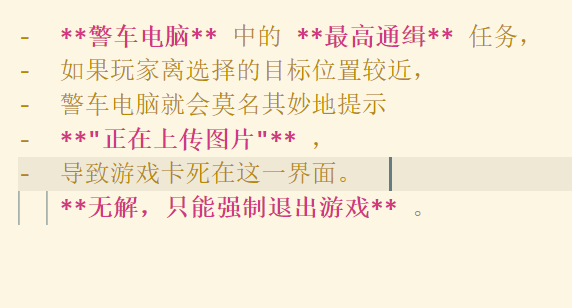 - **警车电脑** 中的 **最高通缉** 任务，
- 如果玩家离选择的目标位置较近，
- 警车电脑就会莫名其妙地提示
- **"正在上传图片"** ，
- 导致游戏卡死在这一界面。
**无解，只能强制退出游戏** 。